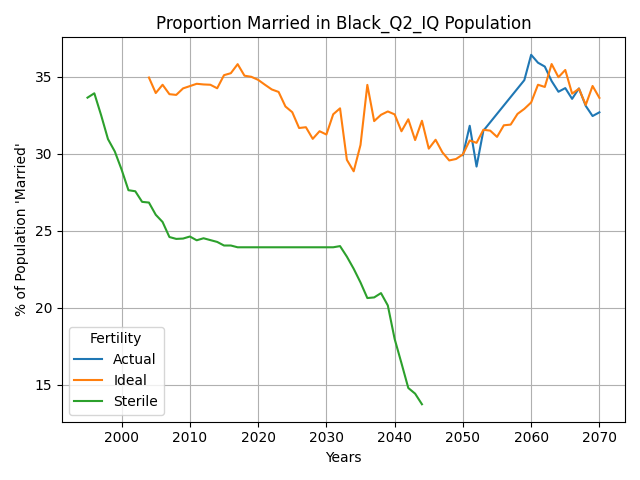 Proportion Married in Black_Q2_IQ Population
% of Population 'Married'
35
30
25
20
15
Fertility
Actual
Ideal
Sterile
2000 2010 2020 2030 2040 2050 2060 2070
Years